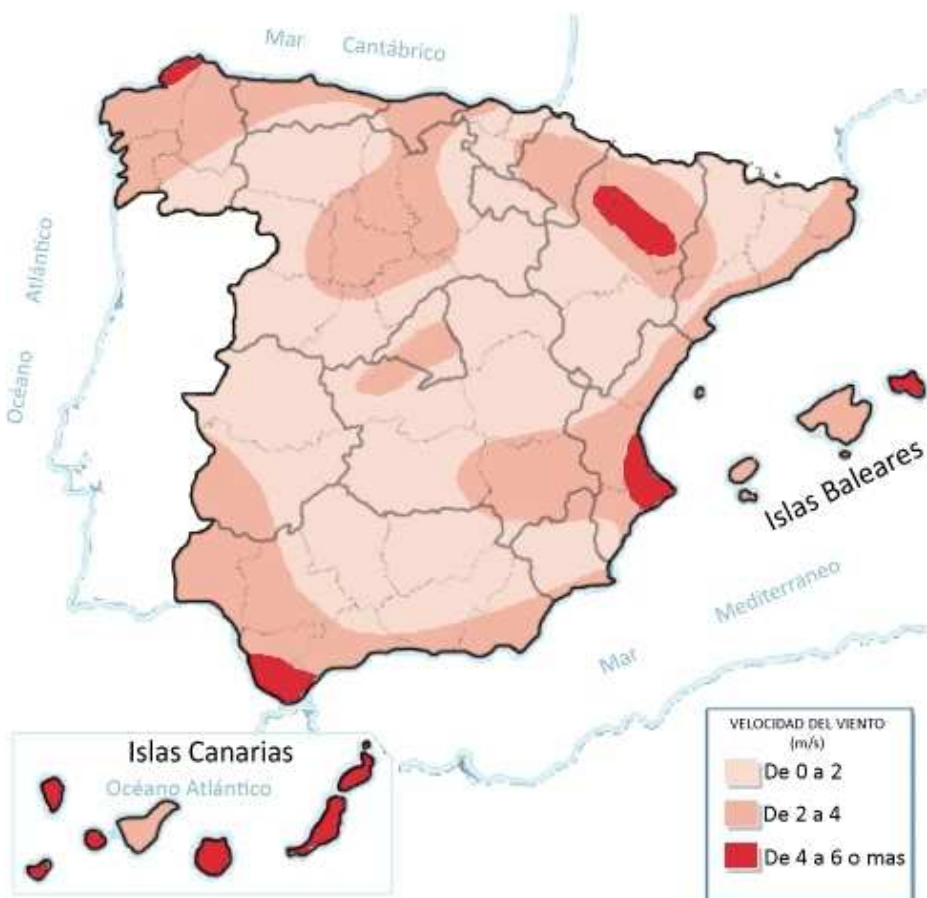 Mar Cantábrico
Océano Atlántico
Islas Baleares
Mar Mediterráneo
Islas Canarias
Océano Atlántico
VELOCIDAD DEL VIENTO
(m/s)
De 0 a 2
De 2 a 4
De 4 a 6 o mas